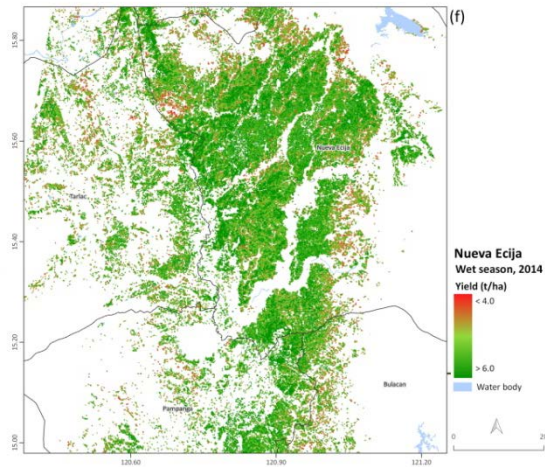 (f)
15.80
15.60
15.40
15.20
15.00
Nueva Ecija
Tarlac
Pampanga
Bulacan
120.60
120.90
121.20
Nueva Ecija
Wet season, 2014
Yield (t/ha)
< 4.0
> 6.0
Water body
0